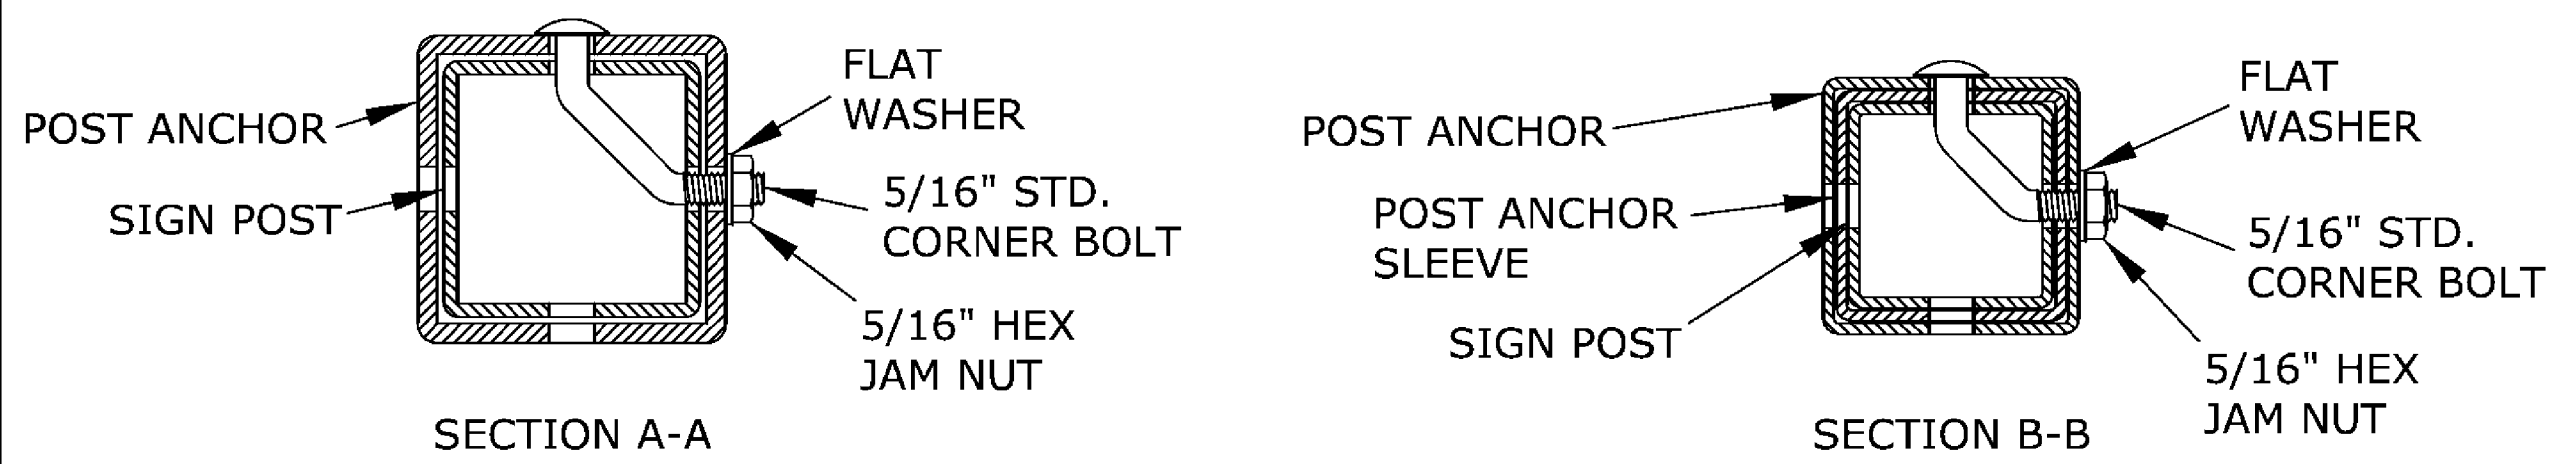 FLAT
WASHER
POST ANCHOR
SIGN POST
5/16" STD.
CORNER BOLT
5/16" HEX
JAM NUT
SECTION A-A
FLAT
WASHER
POST ANCHOR
POST ANCHOR
SLEEVE
SIGN POST
5/16" STD.
CORNER BOLT
5/16" HEX
JAM NUT
SECTION B-B